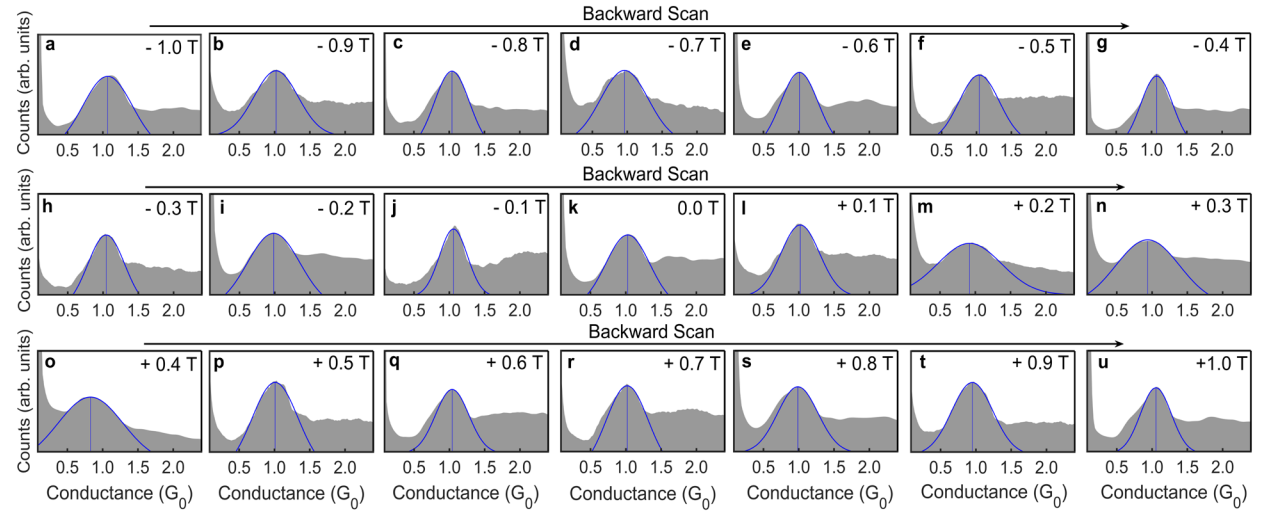 Backward Scan
Counts (arb. units)
a - 1.0 T b - 0.9 T c - 0.8 T d - 0.7 T e - 0.6 T f - 0.5 T g - 0.4 T
0.5 1.0 1.5 2.0 0.5 1.0 1.5 2.0 0.5 1.0 1.5 2.0 0.5 1.0 1.5 2.0 0.5 1.0 1.5 2.0 0.5 1.0 1.5 2.0 0.5 1.0 1.5 2.0
Backward Scan
Counts (arb. units)
h - 0.3 T i - 0.2 T j - 0.1 T k 0.0 T l + 0.1 T m + 0.2 T n + 0.3 T
0.5 1.0 1.5 2.0 0.5 1.0 1.5 2.0 0.5 1.0 1.5 2.0 0.5 1.0 1.5 2.0 0.5 1.0 1.5 2.0 0.5 1.0 1.5 2.0 0.5 1.0 1.5 2.0
Backward Scan
Counts (arb. units)
o + 0.4 T p + 0.5 T q + 0.6 T r + 0.7 T s + 0.8 T t + 0.9 T u +1.0 T
0.5 1.0 1.5 2.0 0.5 1.0 1.5 2.0 0.5 1.0 1.5 2.0 0.5 1.0 1.5 2.0 0.5 1.0 1.5 2.0 0.5 1.0 1.5 2.0 0.5 1.0 1.5 2.0
Conductance (G0) Conductance (G0) Conductance (G0) Conductance (G0) Conductance (G0) Conductance (G0) Conductance (G0)